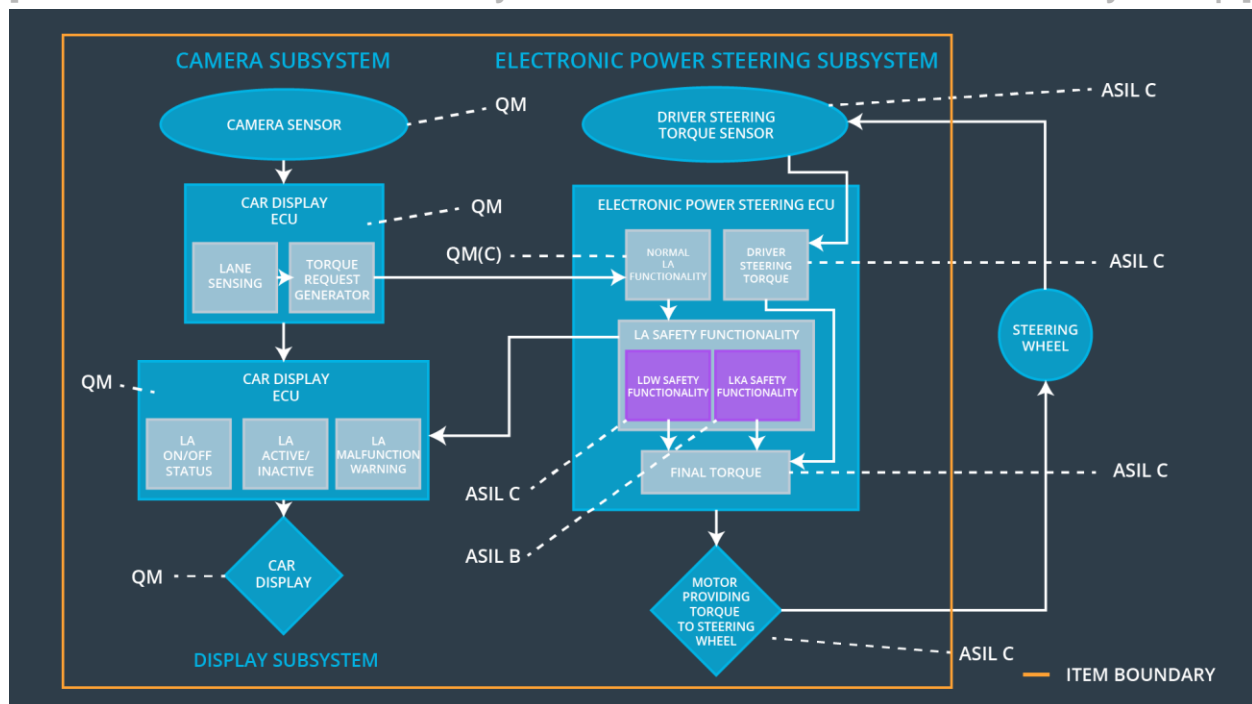 CAMERA SUBSYSTEM
ELECTRONIC POWER STEERING SUBSYSTEM
CAMERA SENSOR
QM
DRIVER STEERING
TORQUE SENSOR
ASIL C
CAR DISPLAY
ECU
QM
LANE
SENSING
TORQUE
REQUEST
GENERATOR
ELECTRONIC POWER STEERING ECU
QM(C)
NORMAL
LA
FUNCTIONALITY
DRIVER
STEERING
TORQUE
ASIL C
LA SAFETY FUNCTIONALITY
LDW SAFETY
FUNCTIONALITY
LKA SAFETY
FUNCTIONALITY
STEERING
WHEEL
QM
CAR DISPLAY
ECU
LA
ON/OFF
STATUS
LA
ACTIVE/
INACTIVE
LA
MALFUNCTION
WARNING
FINAL TORQUE
ASIL C
ASIL C
ASIL B
QM
CAR
DISPLAY
MOTOR
PROVIDING
TORQUE
TO STEERING
WHEEL
ASIL C
DISPLAY SUBSYSTEM
ITEM BOUNDARY